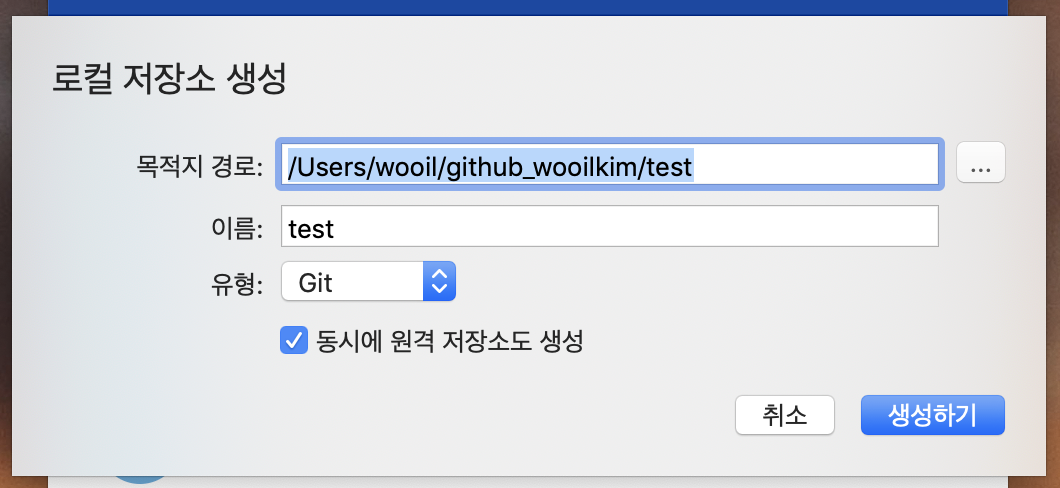 로컬 저장소 생성
목적지 경로: /Users/wooil/github_wooilkim/test ...
이름: test
유형: Git
동시에 원격 저장소도 생성
취소 생성하기